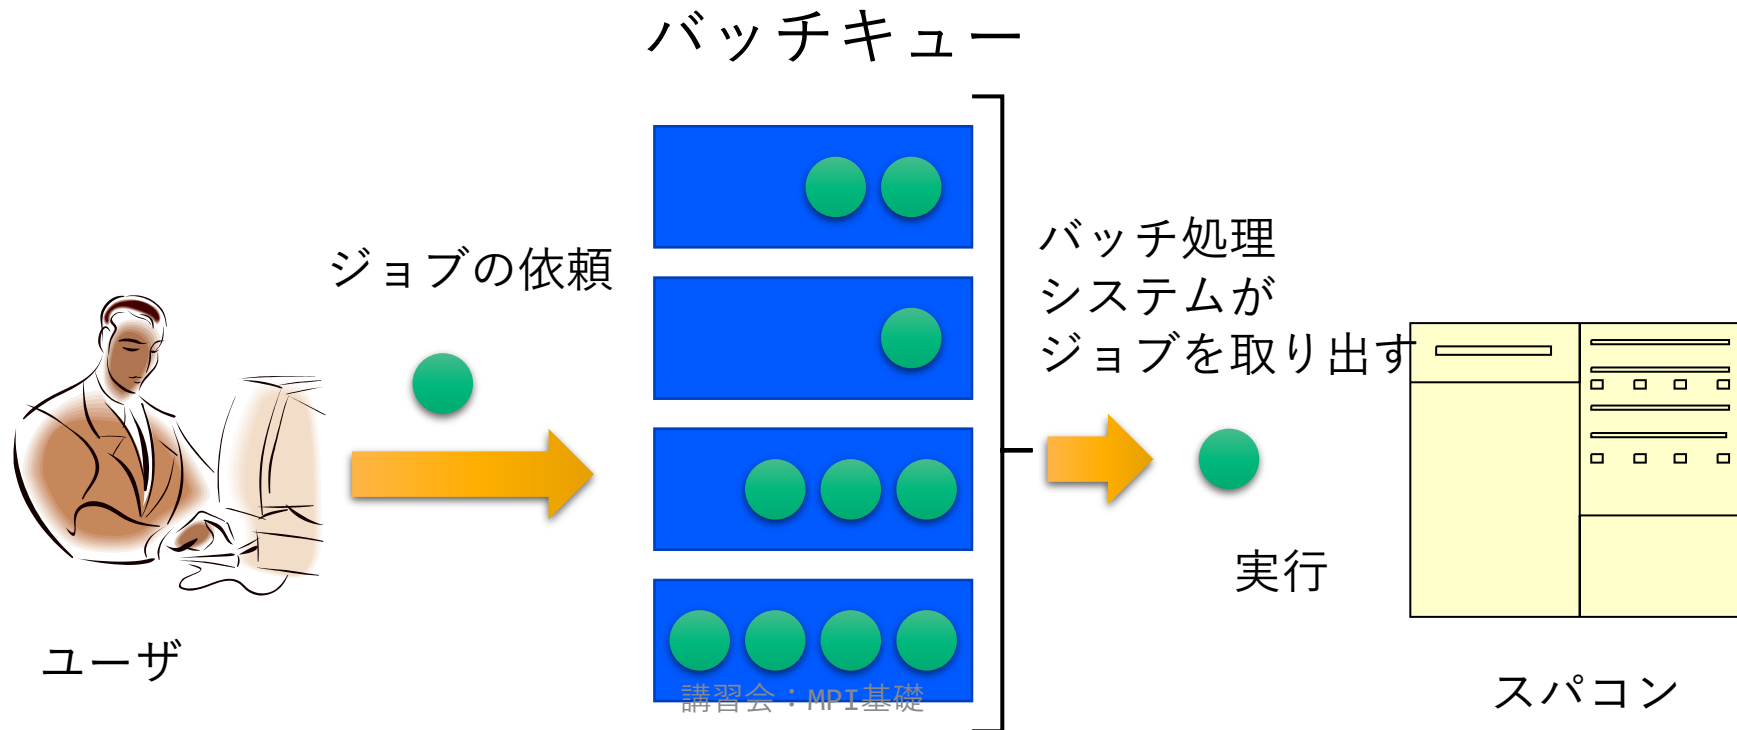 バッチキュー
ジョブの依頼
バッチ処理
システムが
ジョブを取り出す
実行
ユーザ
スパコン
講習会：MPI基礎